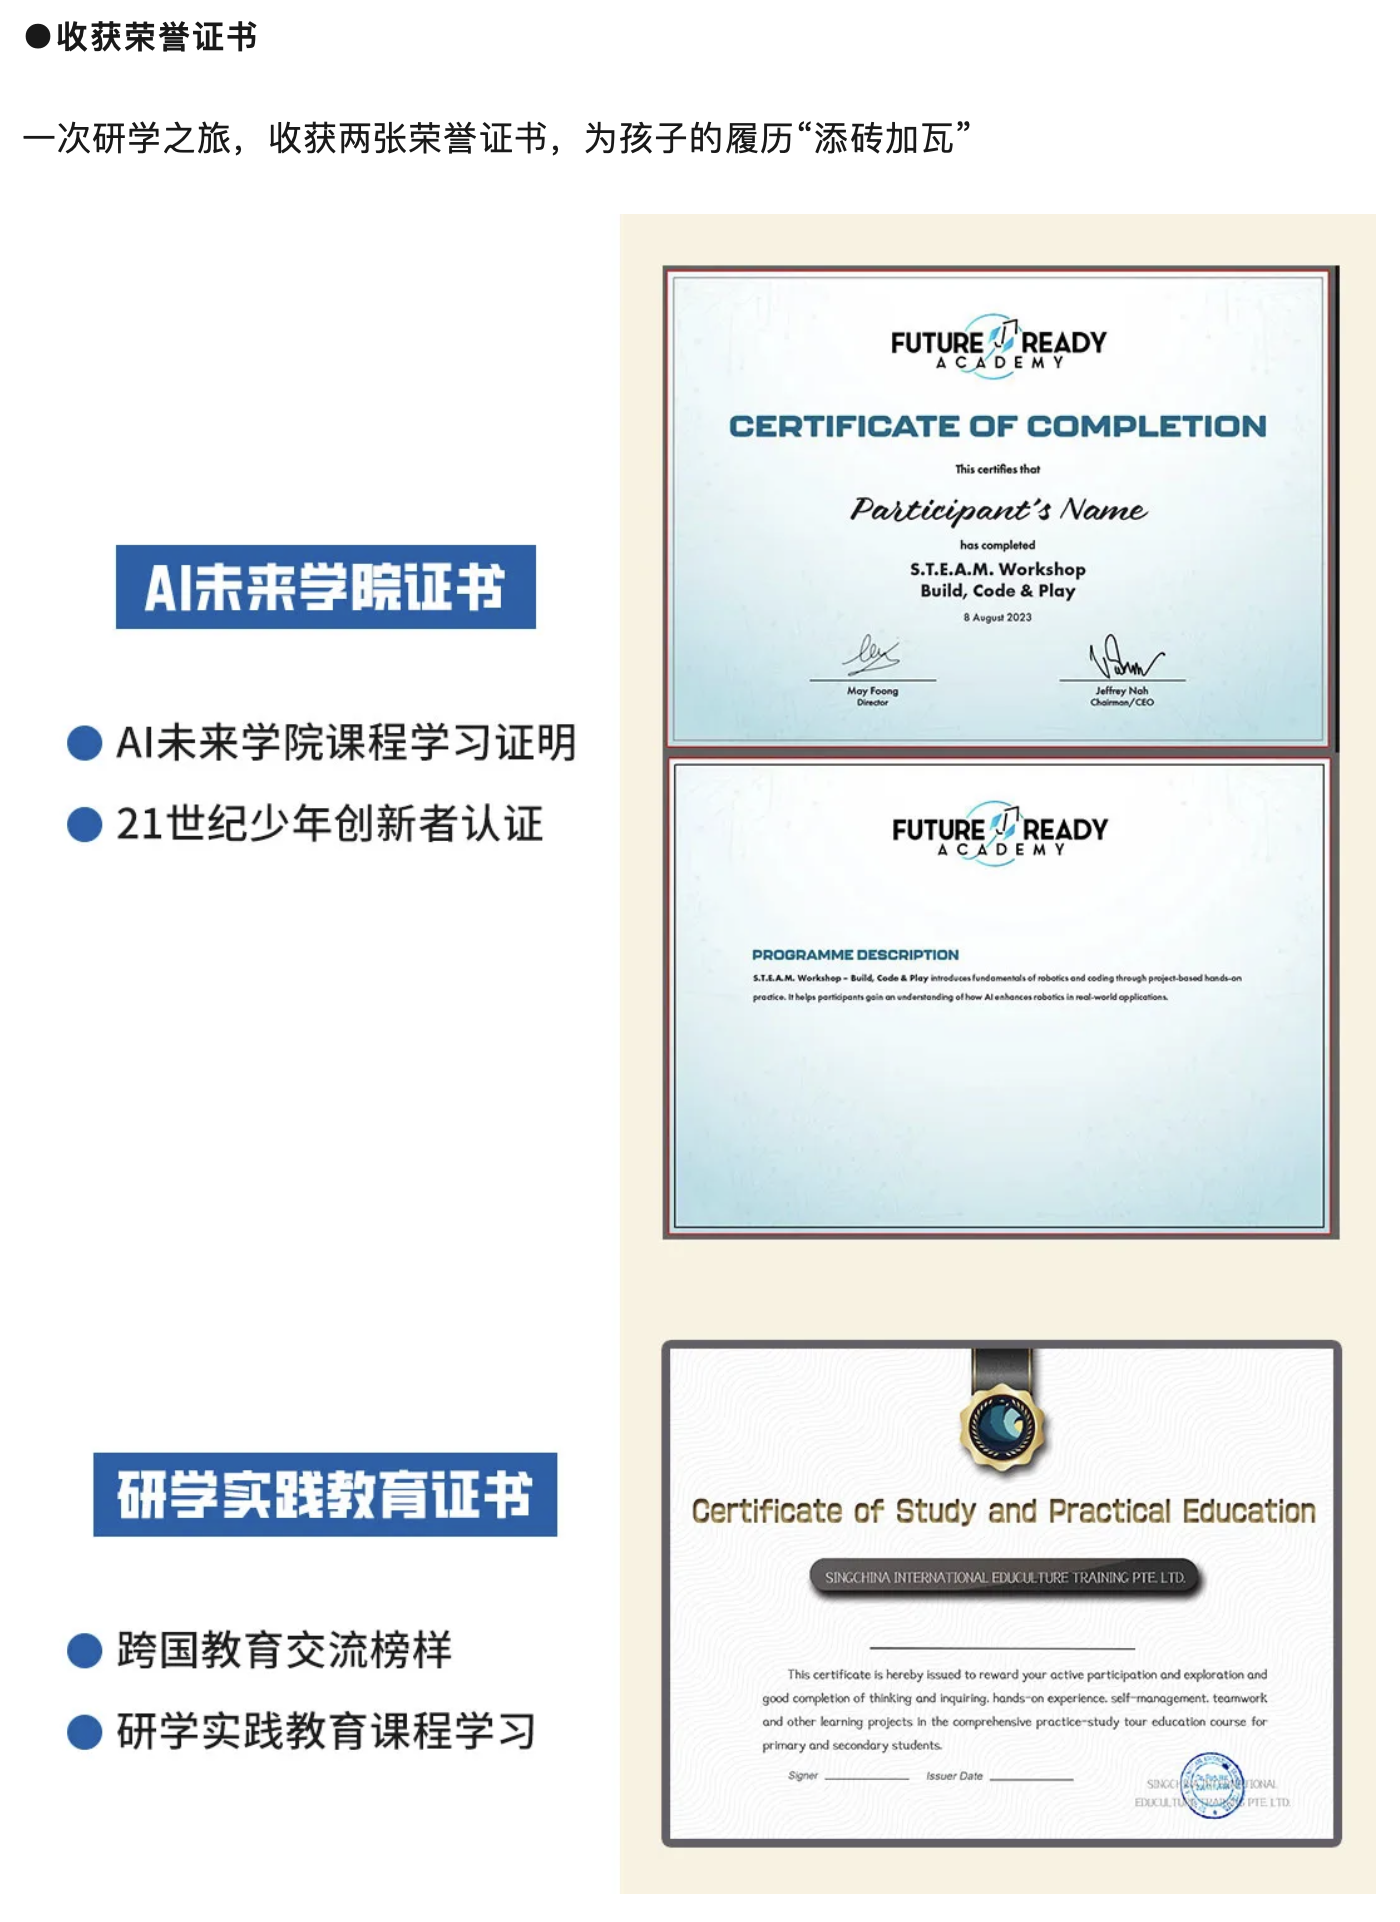 ●收获荣誉证书
一次研学之旅，收获两张荣誉证书，为孩子的履历“添砖加瓦”
FUTURE READY
ACADEMY
CERTIFICATE OF COMPLETION
This certifies that
Participant's Name
has completed
S.T.E.A.M. Workshop
Build, Code & Play
8 August 2023
May Foong
Director
Jeffrey Nah
Chairman/CEO
AI未来学院证书
● AI未来学院课程学习证明
● 21世纪少年创新者认证
FUTURE READY
ACADEMY
PROGRAMME DESCRIPTION
S.T.E.A.M. Workshop – Build, Code & Play introduces fundamentals of robotics and coding through project-based hands-on
practice. It helps participants gain an understanding of how AI enhances robotics in real-world applications.
研学实践教育证书
● 跨国教育交流榜样
● 研学实践教育课程学习
Certificate of Study and Practical Education
SINGCHINA INTERNATIONAL EDUCULTURE TRAINING PTE. LTD.
This certificate is hereby issued to reward your active participation and exploration and
good completion of thinking and inquiring. hands-on experience. self-management. teamwork
and other learning projects in the comprehensive practice-study tour education course for
primary and secondary students.
Signer
Issuer Date
SINGCHINA INTERNATIONAL
EDUCULTURE TRAINING PTE. LTD.